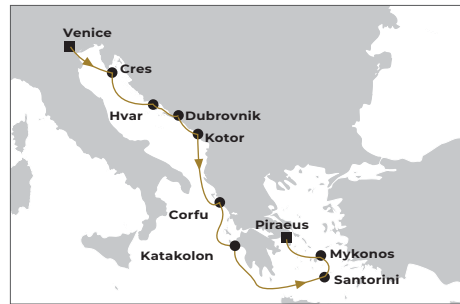 Venice
Cres
Hvar
Dubrovnik
Kotor
Corfu
Piraeus
Katakolon
Mykonos
Santorini